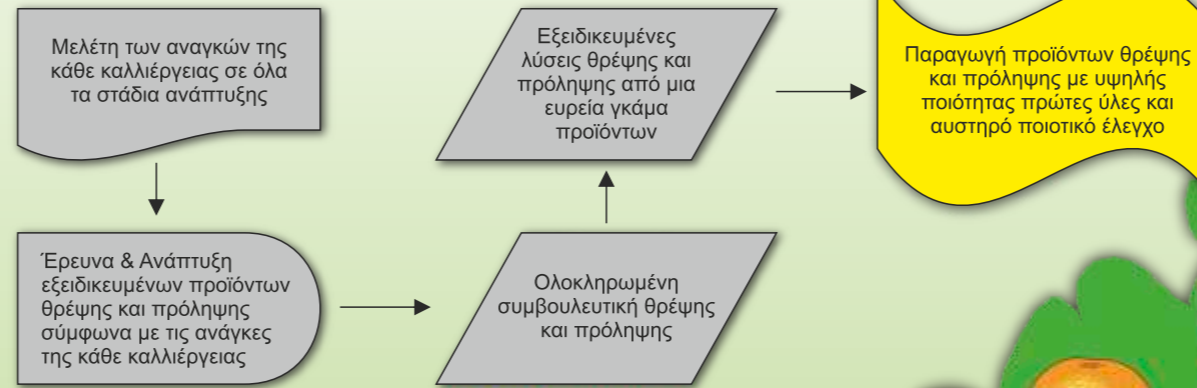 Μελέτη των αναγκών της
κάθε καλλιέργειας σε όλα
τα στάδια ανάπτυξης
Έρευνα & Ανάπτυξη
εξειδικευμένων προϊόντων
θρέψης και πρόληψης
σύμφωνα με τις ανάγκες
της κάθε καλλιέργειας
Ολοκληρωμένη
συμβουλευτική θρέψης
και πρόληψης
Εξειδικευμένες
λύσεις θρέψης και
πρόληψης από μια
ευρεία γκάμα
προϊόντων
Παραγωγή προϊόντων θρέψης
και πρόληψης με υψηλής
ποιότητας πρώτες ύλες και
αυστηρό ποιοτικό έλεγχο